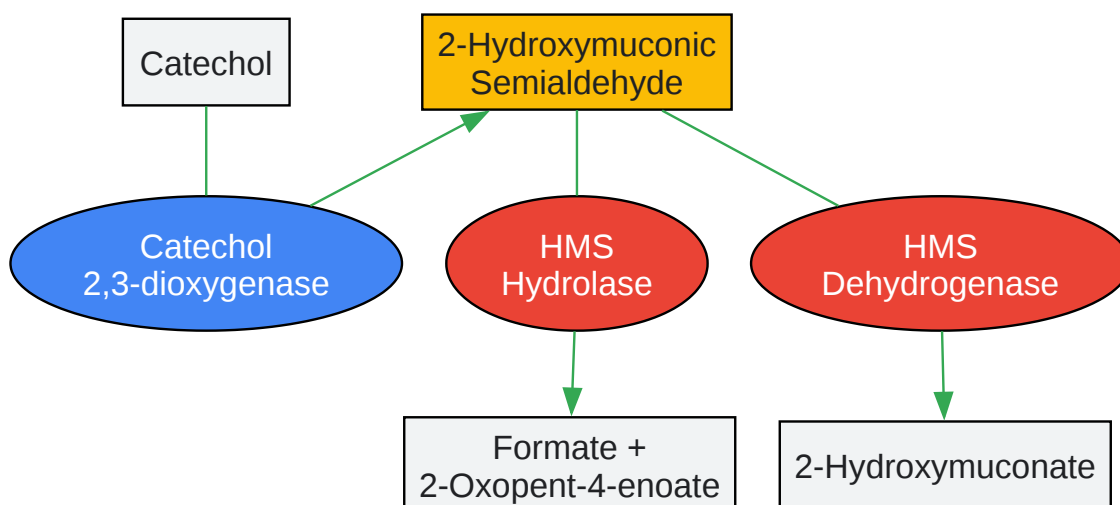 Catechol
2-Hydroxymuconic
Semialdehyde
Catechol
2,3-dioxygenase
HMS
Hydrolase
HMS
Dehydrogenase
Formate +
2-Oxopent-4-enoate
2-Hydroxymuconate